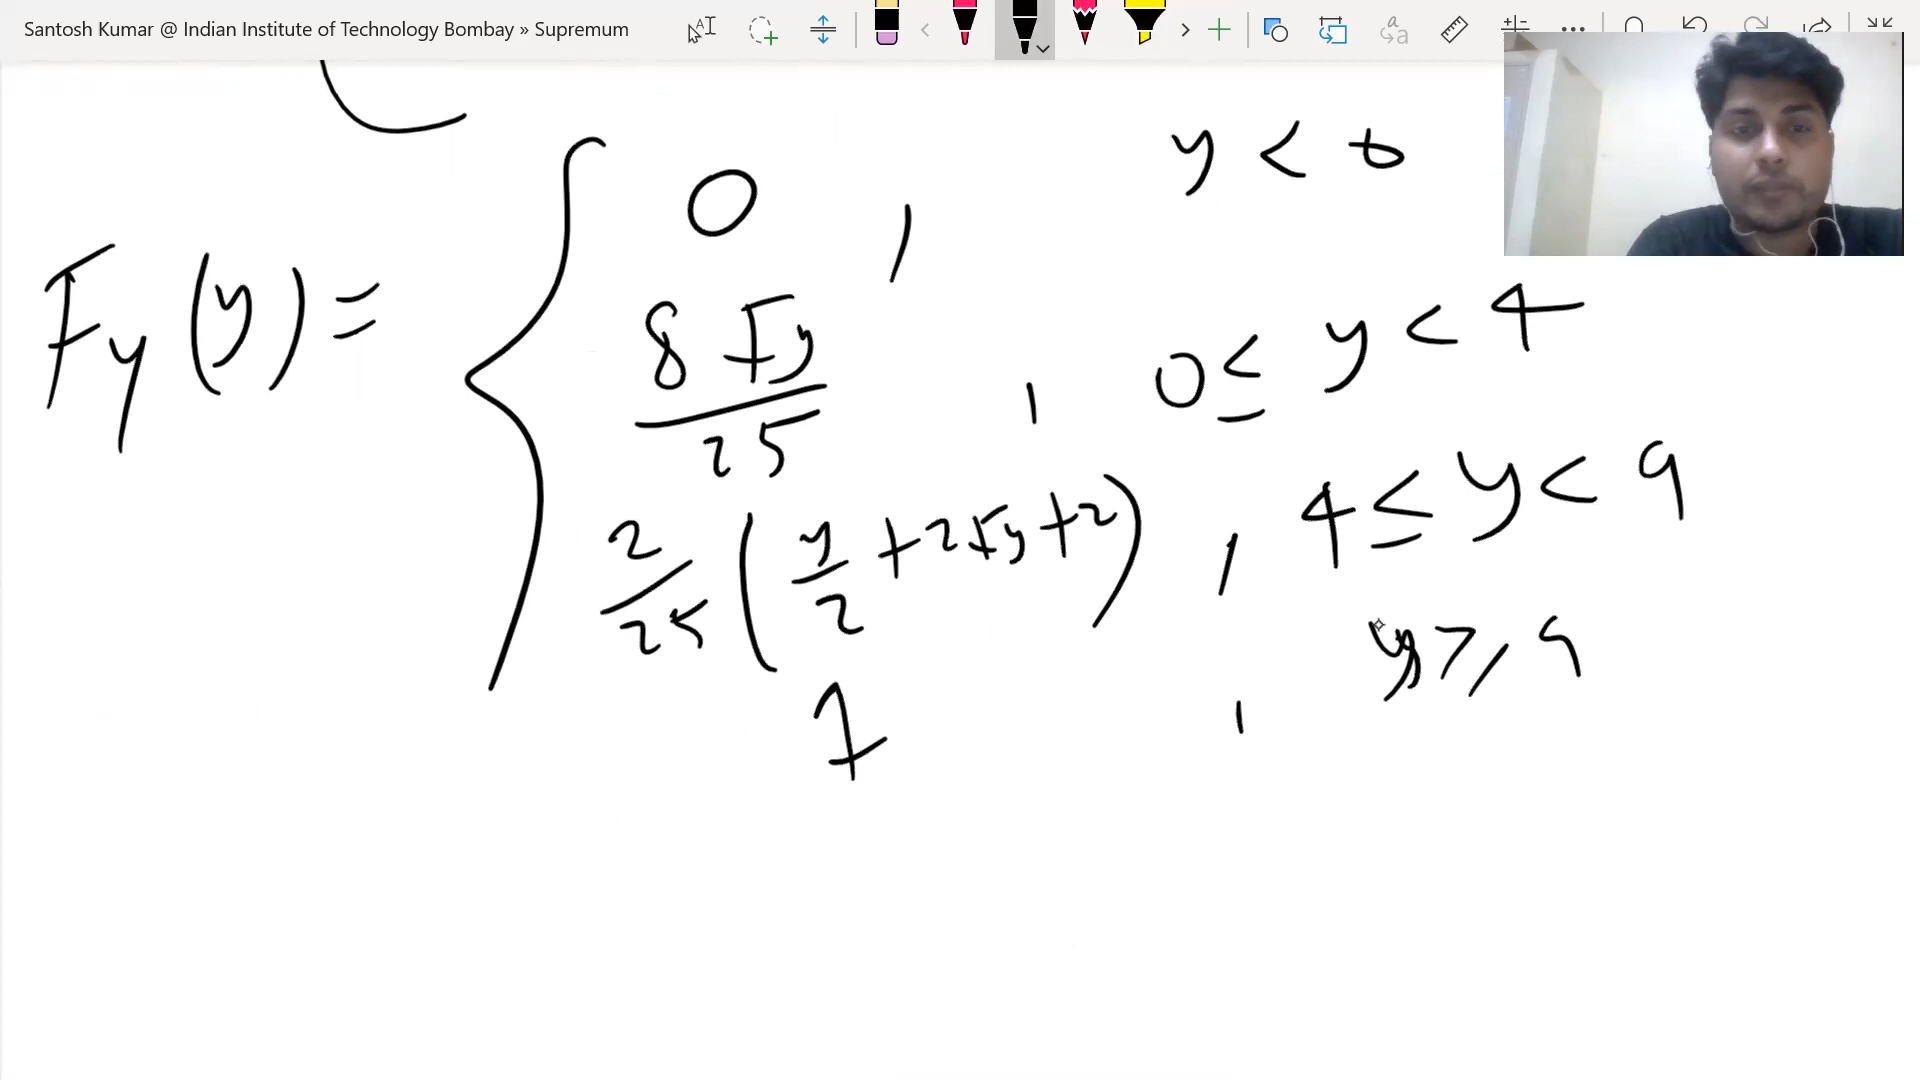 Santosh Kumar @ Indian Institute of Technology Bombay » Supremum
0 , y < 0
F_y (y) = 8 √y / 25 , 0 ≤ y < 4
2/25 ( y/2 + 2√y + 2 ) , 4 ≤ y < 9
1 , y ≥ 9